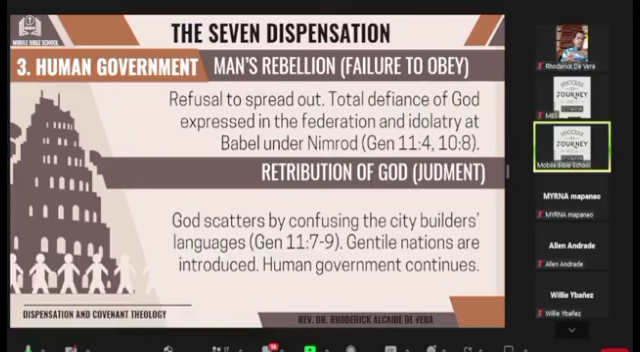 THE SEVEN DISPENSATION
MOBILE BIBLE SCHOOL
3. HUMAN GOVERNMENT
MAN'S REBELLION (FAILURE TO OBEY)
Refusal to spread out. Total defiance of God
expressed in the federation and idolatry at
Babel under Nimrod (Gen 11:4, 10:8).
RETRIBUTION OF GOD (JUDMENT)
God scatters by confusing the city builders'
languages (Gen 11:7-9). Gentile nations are
introduced. Human government continues.
DISPENSATION AND COVENANT THEOLOGY
REV. DR. RHODERICK ALCAIDE DE VERA
Rhoderick De Vera
JOURNEY
JOURNEY
Mobile Bible School
MYRNA mapanao
MYRNA mapanao
Allen Andrade
Allen Andrade
Willie Ybañez
Willie Ybañez